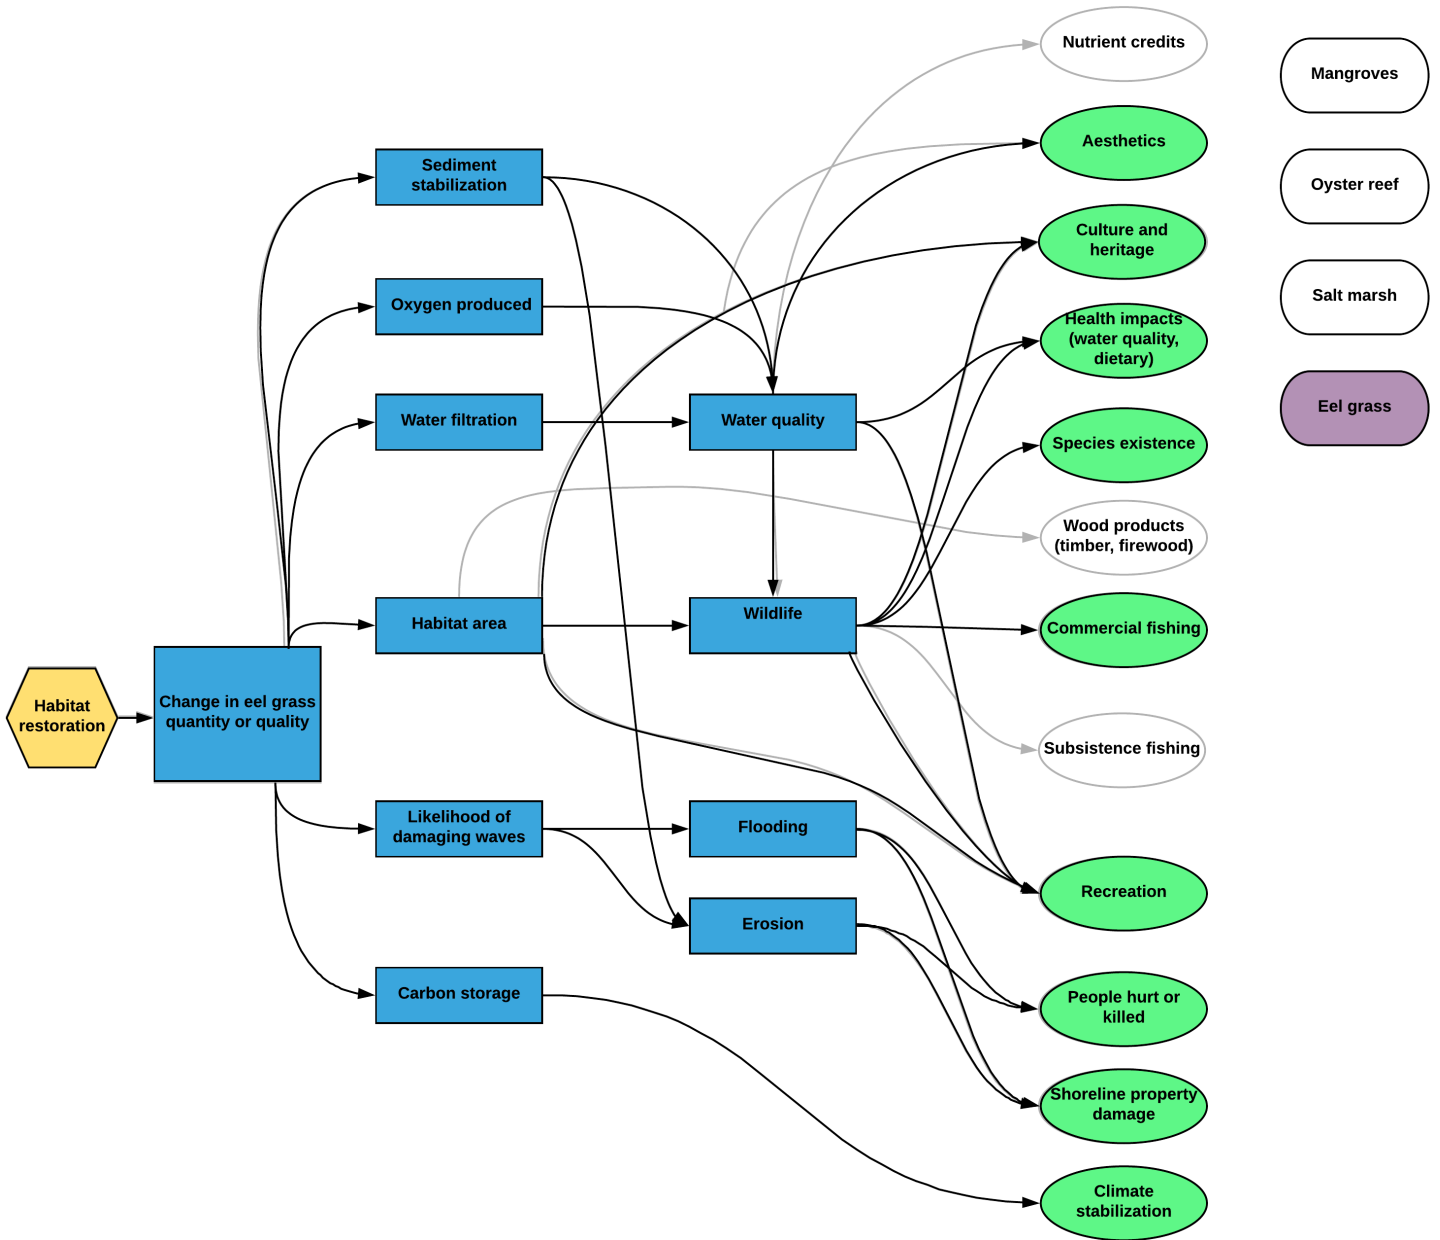 Habitat
restoration
Change in eel grass
quantity or quality
Sediment
stabilization
Oxygen produced
Water filtration
Habitat area
Likelihood of
damaging waves
Carbon storage
Water quality
Wildlife
Flooding
Erosion
Nutrient credits
Aesthetics
Culture and
heritage
Health impacts
(water quality,
dietary)
Species existence
Wood products
(timber, firewood)
Commercial fishing
Subsistence fishing
Recreation
People hurt or
killed
Shoreline property
damage
Climate
stabilization
Mangroves
Oyster reef
Salt marsh
Eel grass